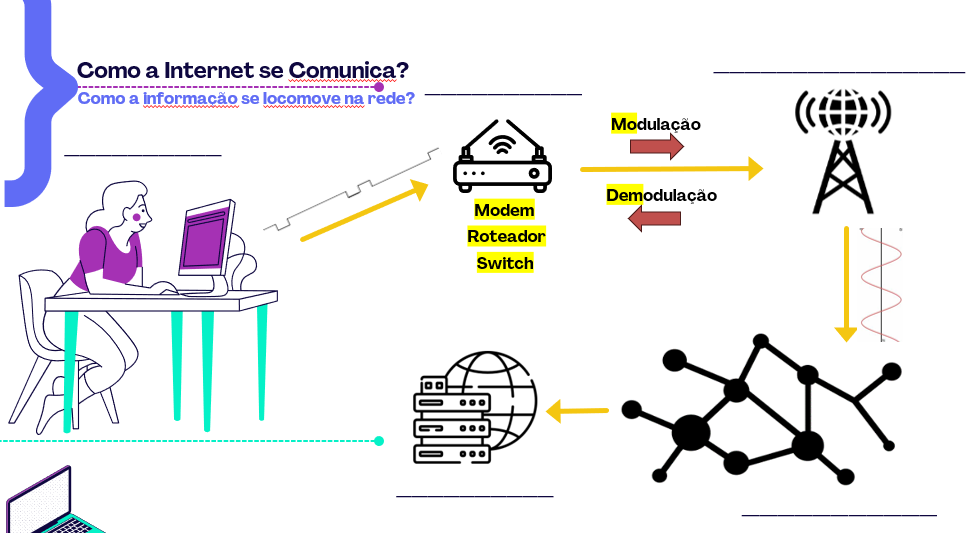 Como a Internet se Comunica?
Como a informação se locomove na rede?
Modulação
Demodulação
Modem
Roteador
Switch